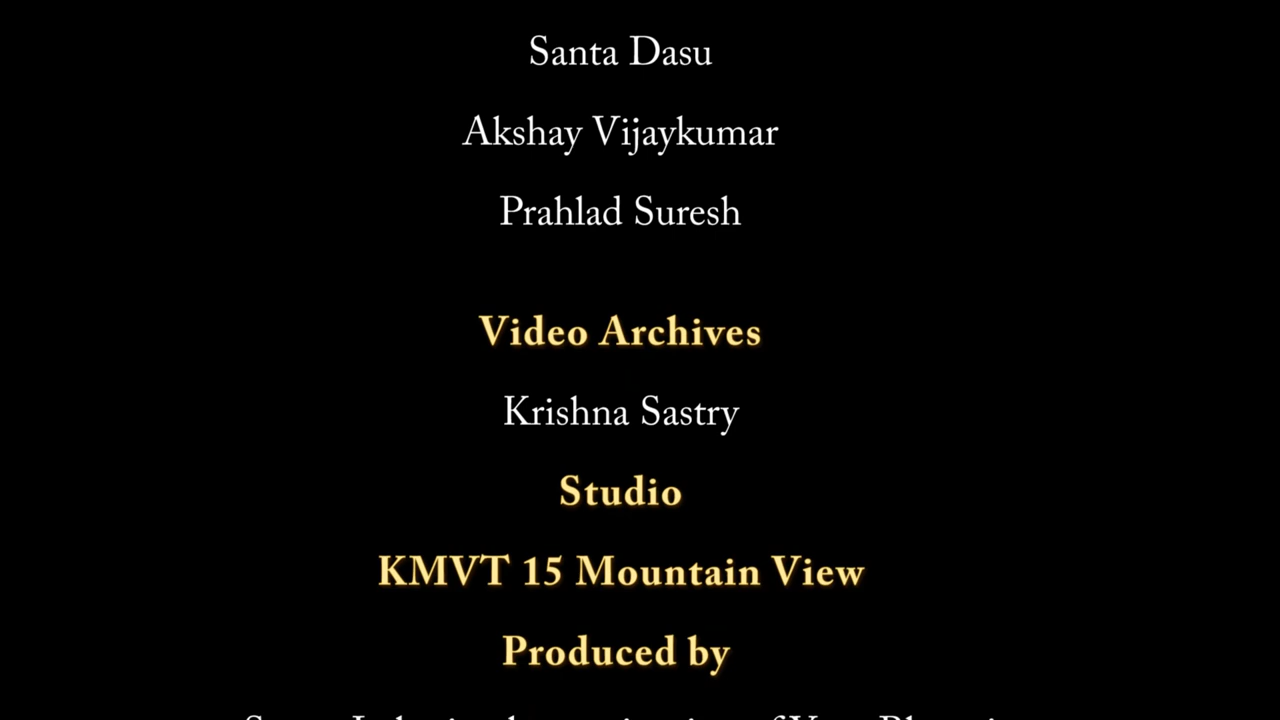 Santa Dasu
Akshay Vijaykumar
Prahlad Suresh
Video Archives
Krishna Sastry
Studio
KMVT 15 Mountain View
Produced by